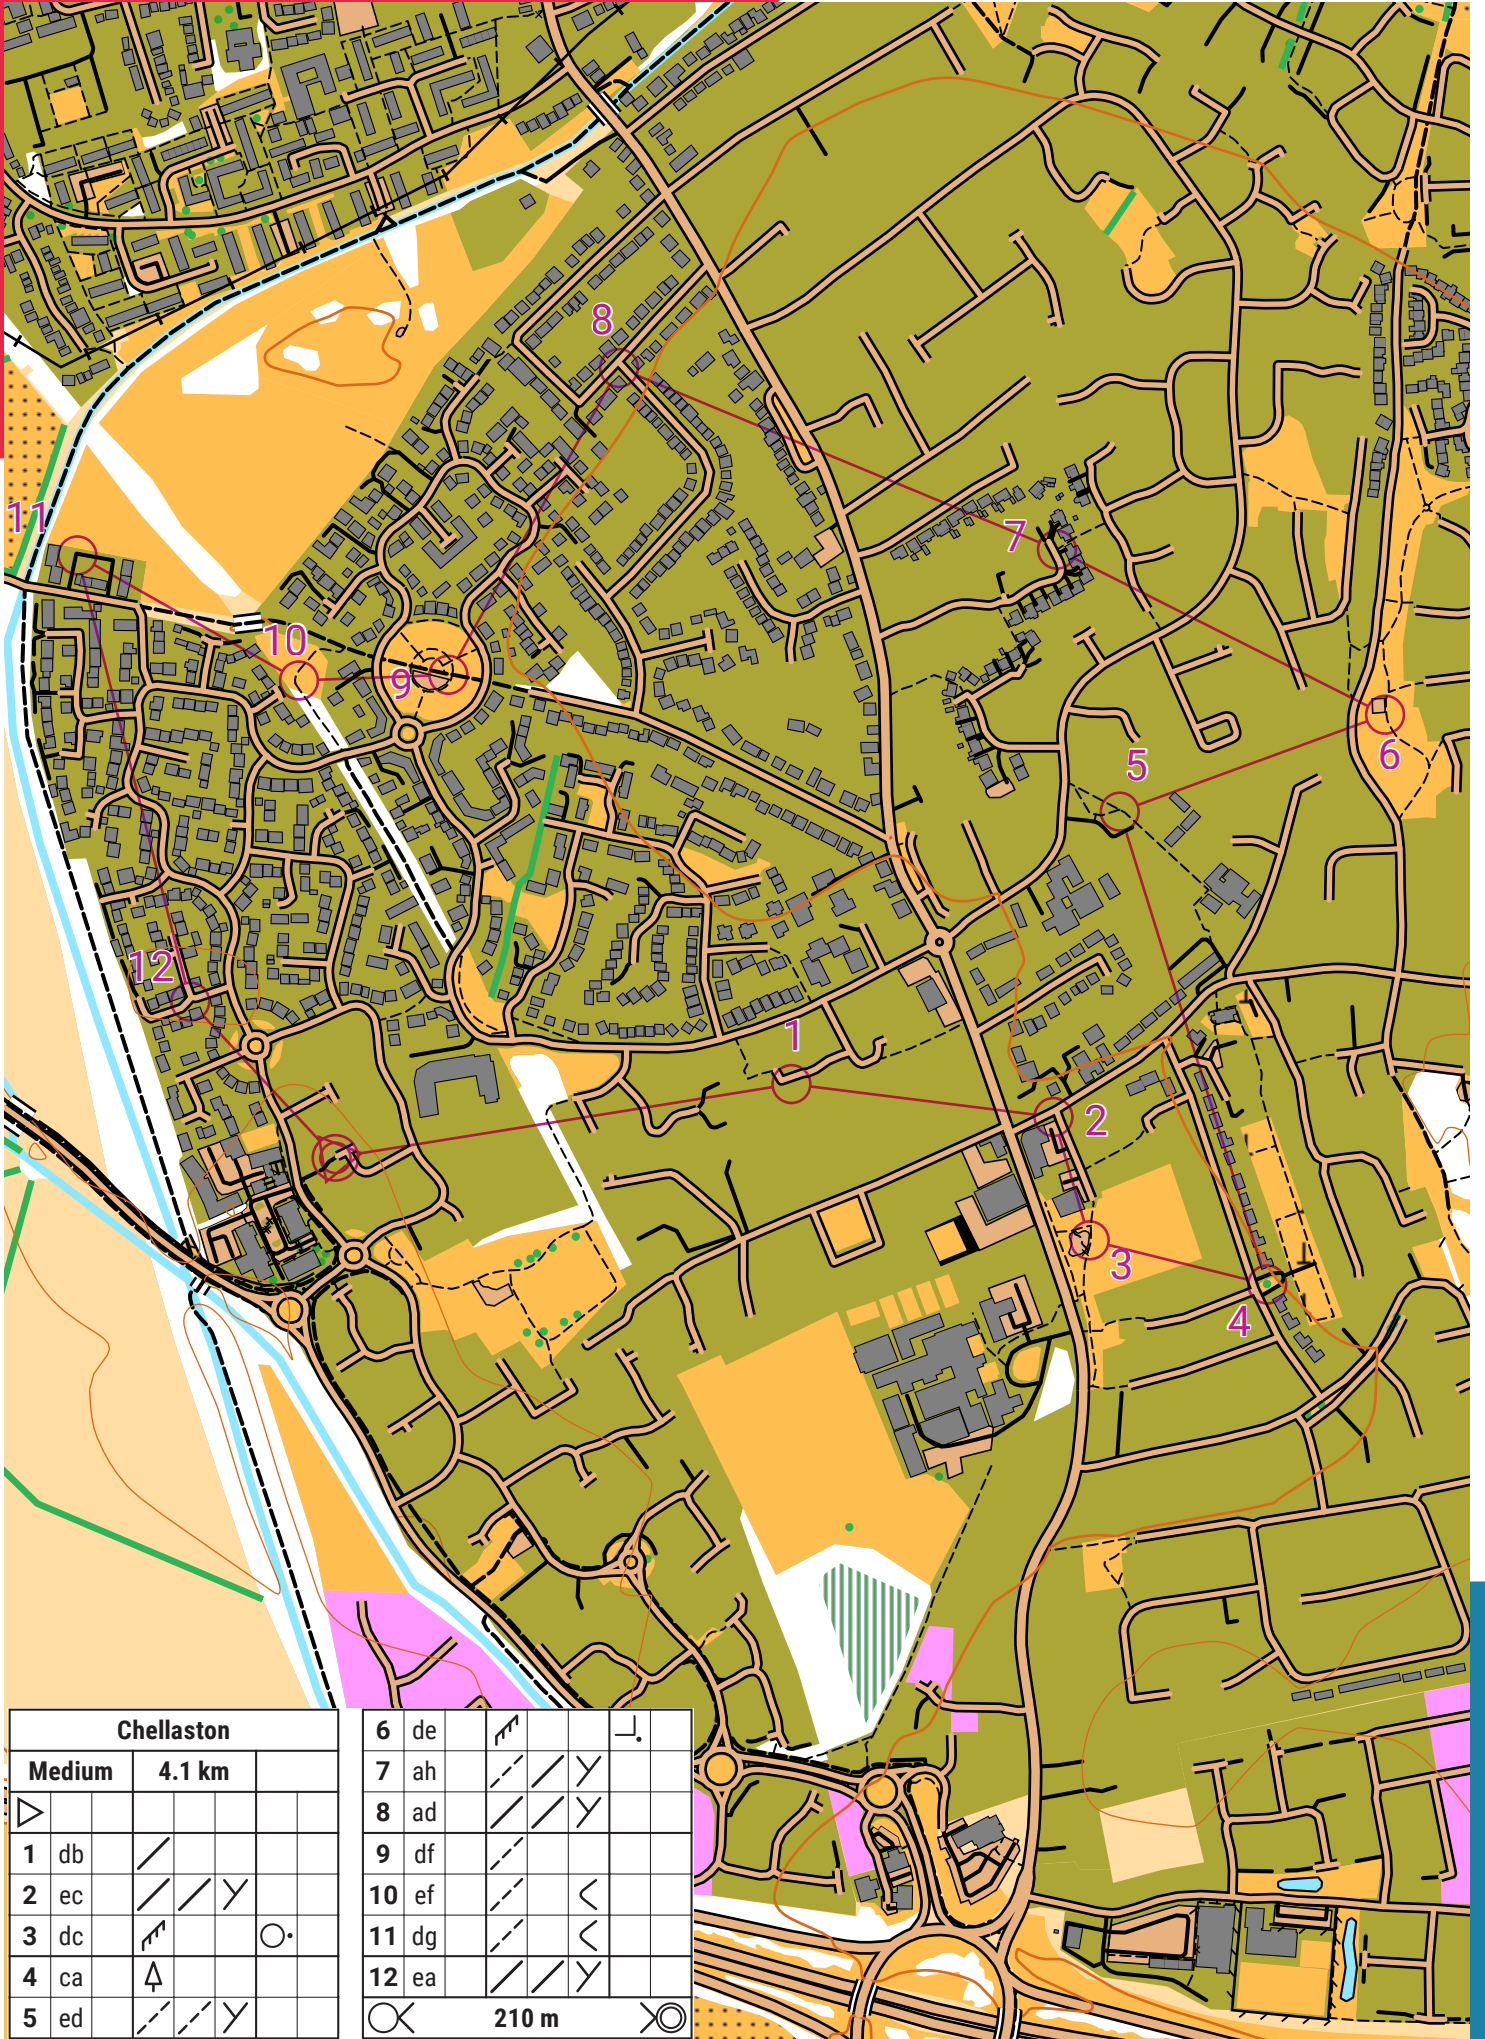 8
7
11
10
9
6
5
12
1
2
3
4
Chellaston
Medium 4.1 km
1 db
2 ec
3 dc
4 ca
5 ed
6 de
7 ah
8 ad
9 df
10 ef
11 dg
12 ea
210 m